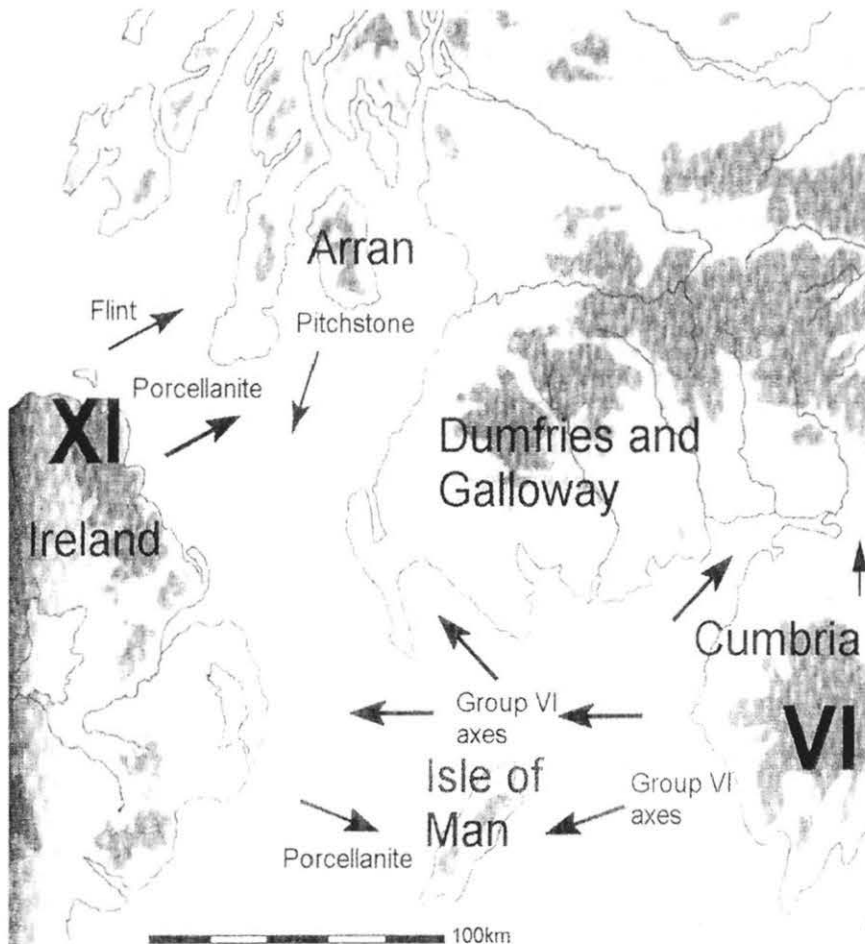 Arran
Flint
Pitchstone
Porcellanite
XI
Dumfries and
Galloway
Ireland
Cumbria
Group VI
axes
VI
Isle of
Man
Group VI
axes
Porcellanite
100km